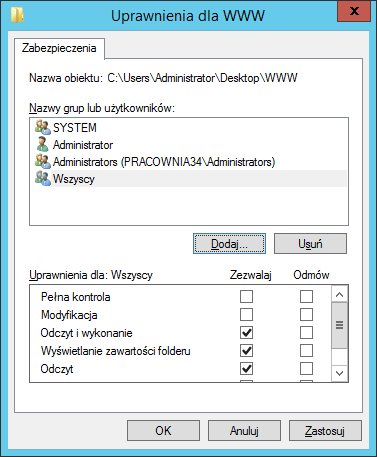 Uprawnienia dla WWW
Zabezpieczenia
Nazwa obiektu: C:\Users\Administrator\Desktop\WWW
Nazwy grup lub użytkowników:
SYSTEM
Administrator
Administrators (PRACOWNIA34\Administrators)
Wszyscy
Dodaj... Usuń
Uprawnienia dla: Wszyscy Zezwalaj Odmów
Pełna kontrola
Modyfikacja
Odczyt i wykonanie
Wyświetlanie zawartości folderu
Odczyt
OK Anuluj Zastosuj